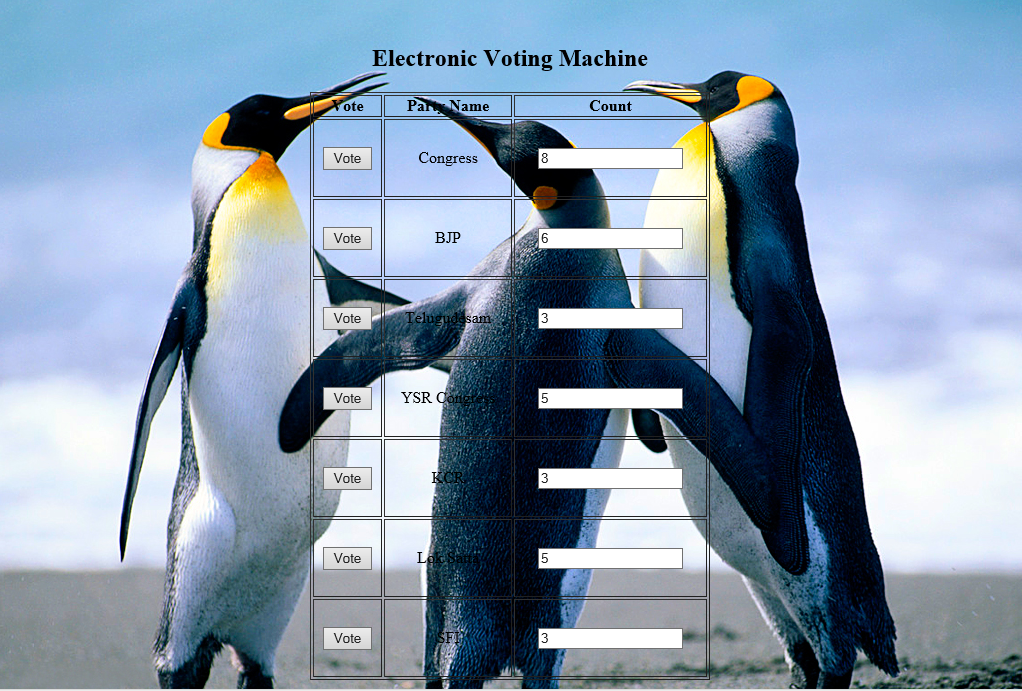 Electronic Voting Machine
Vote Party Name Count
Vote Congress 8
Vote BJP 6
Vote Telugudesam 3
Vote YSR Congress 5
Vote KCR 3
Vote Lok Satta 5
Vote SFI 3